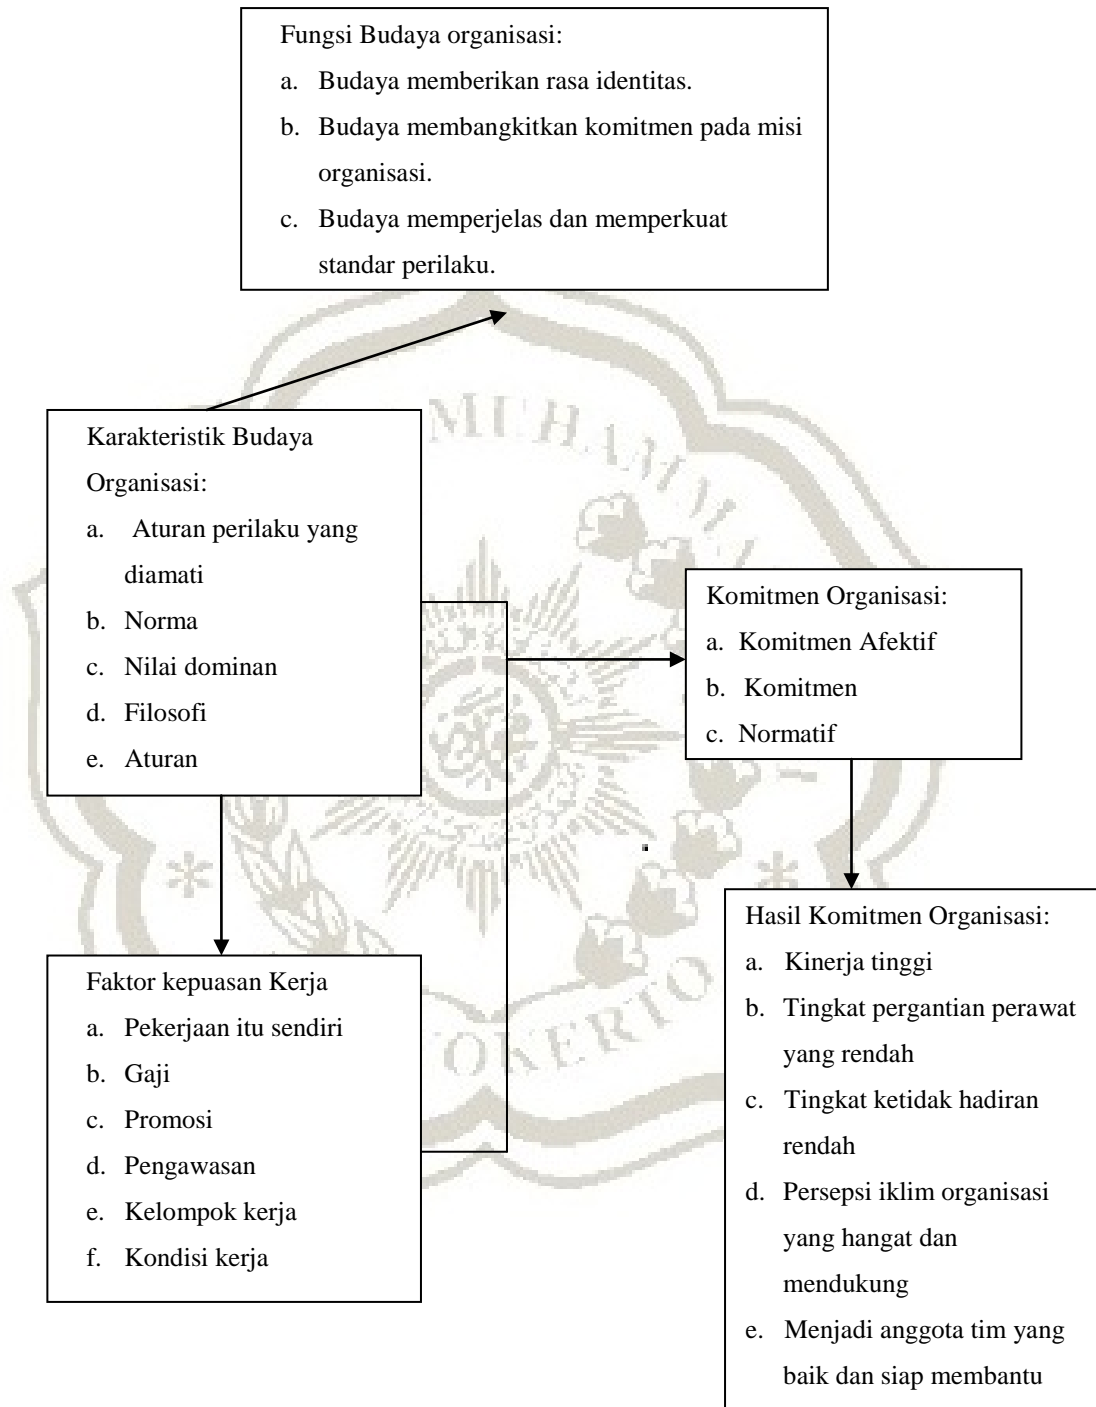 Fungsi Budaya organisasi:
a. Budaya memberikan rasa identitas.
b. Budaya membangkitkan komitmen pada misi
organisasi.
c. Budaya memperjelas dan memperkuat
standar perilaku.
MUHAMM
Karakteristik Budaya
Organisasi:
a. Aturan perilaku yang
diamati
b. Norma
c. Nilai dominan
d. Filosofi
e. Aturan
Komitmen Organisasi:
a. Komitmen Afektif
b. Komitmen
c. Normatif
Faktor kepuasan Kerja
a. Pekerjaan itu sendiri
b. Gaji
c. Promosi
d. Pengawasan
e. Kelompok kerja
f. Kondisi kerja
OKERTO
Hasil Komitmen Organisasi:
a. Kinerja tinggi
b. Tingkat pergantian perawat
yang rendah
c. Tingkat ketidak hadiran
rendah
d. Persepsi iklim organisasi
yang hangat dan
mendukung
e. Menjadi anggota tim yang
baik dan siap membantu